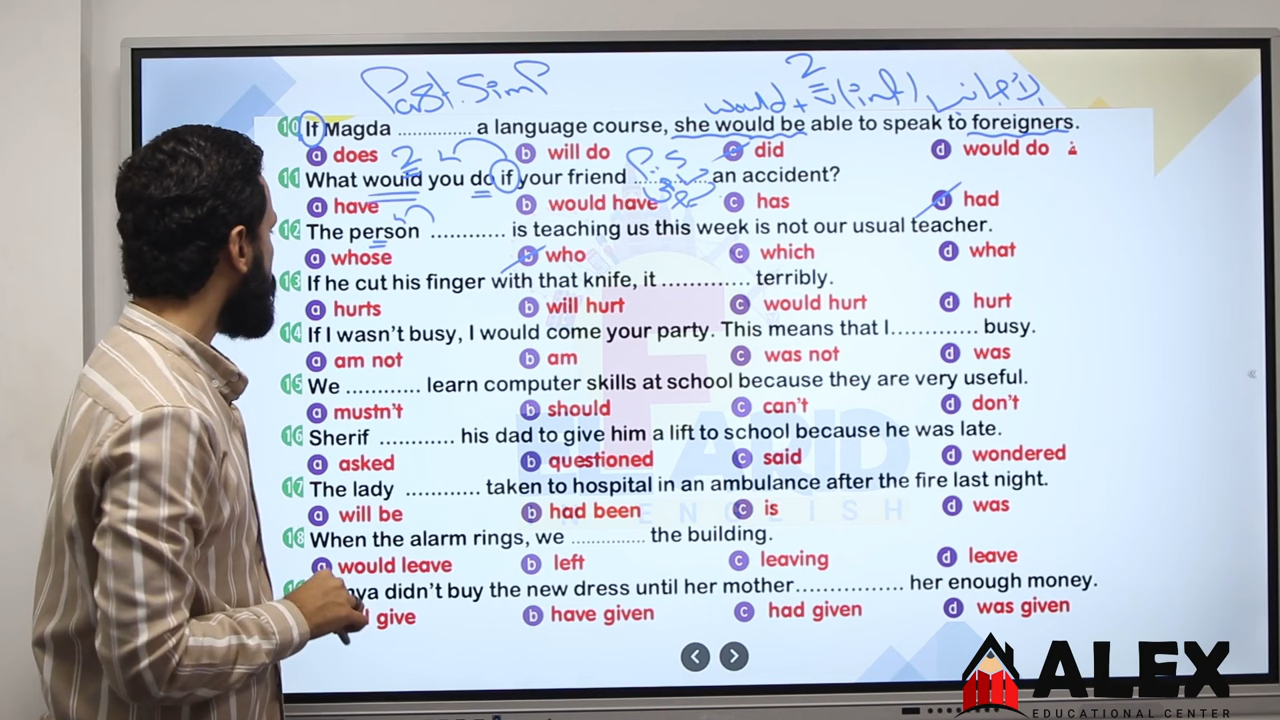 Past. Simp
2
would + (inf) بلاجانب
10 If Magda ............... a language course, she would be able to speak to foreigners.
a does b will do c did d would do
2 P. S
11 What would you do if your friend ............... an accident?
a have b would have c has d had
12 The person ............ is teaching us this week is not our usual teacher.
a whose b who c which d what
13 If he cut his finger with that knife, it .............. terribly.
a hurts b will hurt c would hurt d hurt
14 If I wasn't busy, I would come your party. This means that I.............. busy.
a am not b am c was not d was
15 We ............ learn computer skills at school because they are very useful.
a mustn't b should c can't d don't
16 Sherif ............ his dad to give him a lift to school because he was late.
a asked b questioned c said d wondered
17 The lady ............ taken to hospital in an ambulance after the fire last night.
a will be b had been c is d was
18 When the alarm rings, we ............... the building.
a would leave b left c leaving d leave
didn't buy the new dress until her mother.................. her enough money.
give b have given c had given d was given
ALEX
EDUCATIONAL CENTER